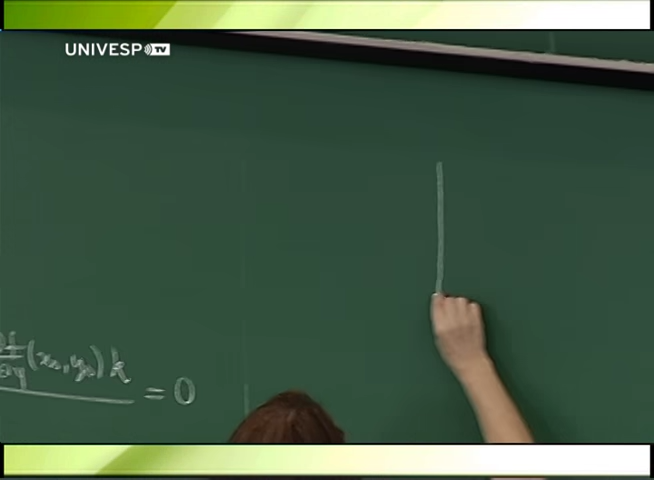 UNIVESP TV
(x₀, y₀) k
= 0